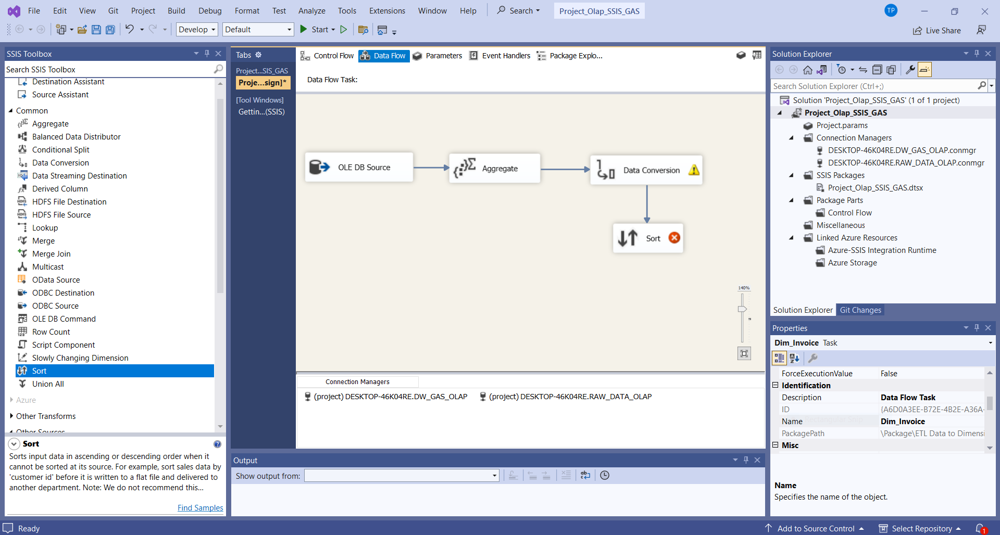 File Edit View Git Project Build Debug Format Test Analyze Tools Extensions Window Help Search Project_Olap_SSIS_GAS TP
Develop Default Start Live Share
SSIS Toolbox
Search SSIS Toolbox
Destination Assistant
Source Assistant
Common
Aggregate
Balanced Data Distributor
Conditional Split
Data Conversion
Data Streaming Destination
Derived Column
HDFS File Destination
HDFS File Source
Lookup
Merge
Merge Join
Multicast
OData Source
ODBC Destination
ODBC Source
OLE DB Command
Row Count
Script Component
Slowly Changing Dimension
Sort
Union All
Azure
Other Transforms
Other Sources
Sort
Sorts input data in ascending or descending order when it
cannot be sorted at its source. For example, sort sales data by
'customer id' before it is written to a flat file and delivered to
another department. Note: We do not recommend this...
Find Samples
Tabs
Project...SIS_GAS
Proje...sign]*
[Tool Windows]
Gettin...(SSIS)
Control Flow Data Flow Parameters Event Handlers Package Explo...
Data Flow Task:
OLE DB Source
Aggregate
Data Conversion
Sort
140%
Connection Managers
(project) DESKTOP-46K04RE.DW_GAS_OLAP (project) DESKTOP-46K04RE.RAW_DATA_OLAP
Output
Show output from:
Solution Explorer
Search Solution Explorer (Ctrl+;)
Solution 'Project_Olap_SSIS_GAS' (1 of 1 project)
Project_Olap_SSIS_GAS
Project.params
Connection Managers
DESKTOP-46K04RE.DW_GAS_OLAP.conmgr
DESKTOP-46K04RE.RAW_DATA_OLAP.conmgr
SSIS Packages
Project_Olap_SSIS_GAS.dtsx
Package Parts
Control Flow
Miscellaneous
Linked Azure Resources
Azure-SSIS Integration Runtime
Azure Storage
Solution Explorer Git Changes
Properties
Dim_Invoice Task
ForceExecutionValue False
Identification
Description Data Flow Task
ID {A6D0A3EE-B72E-4B2E-A36A-
Name Dim_Invoice
PackagePath \Package\ETL Data to Dimensi
Misc
Name
Specifies the name of the object.
Ready Add to Source Control Select Repository 1